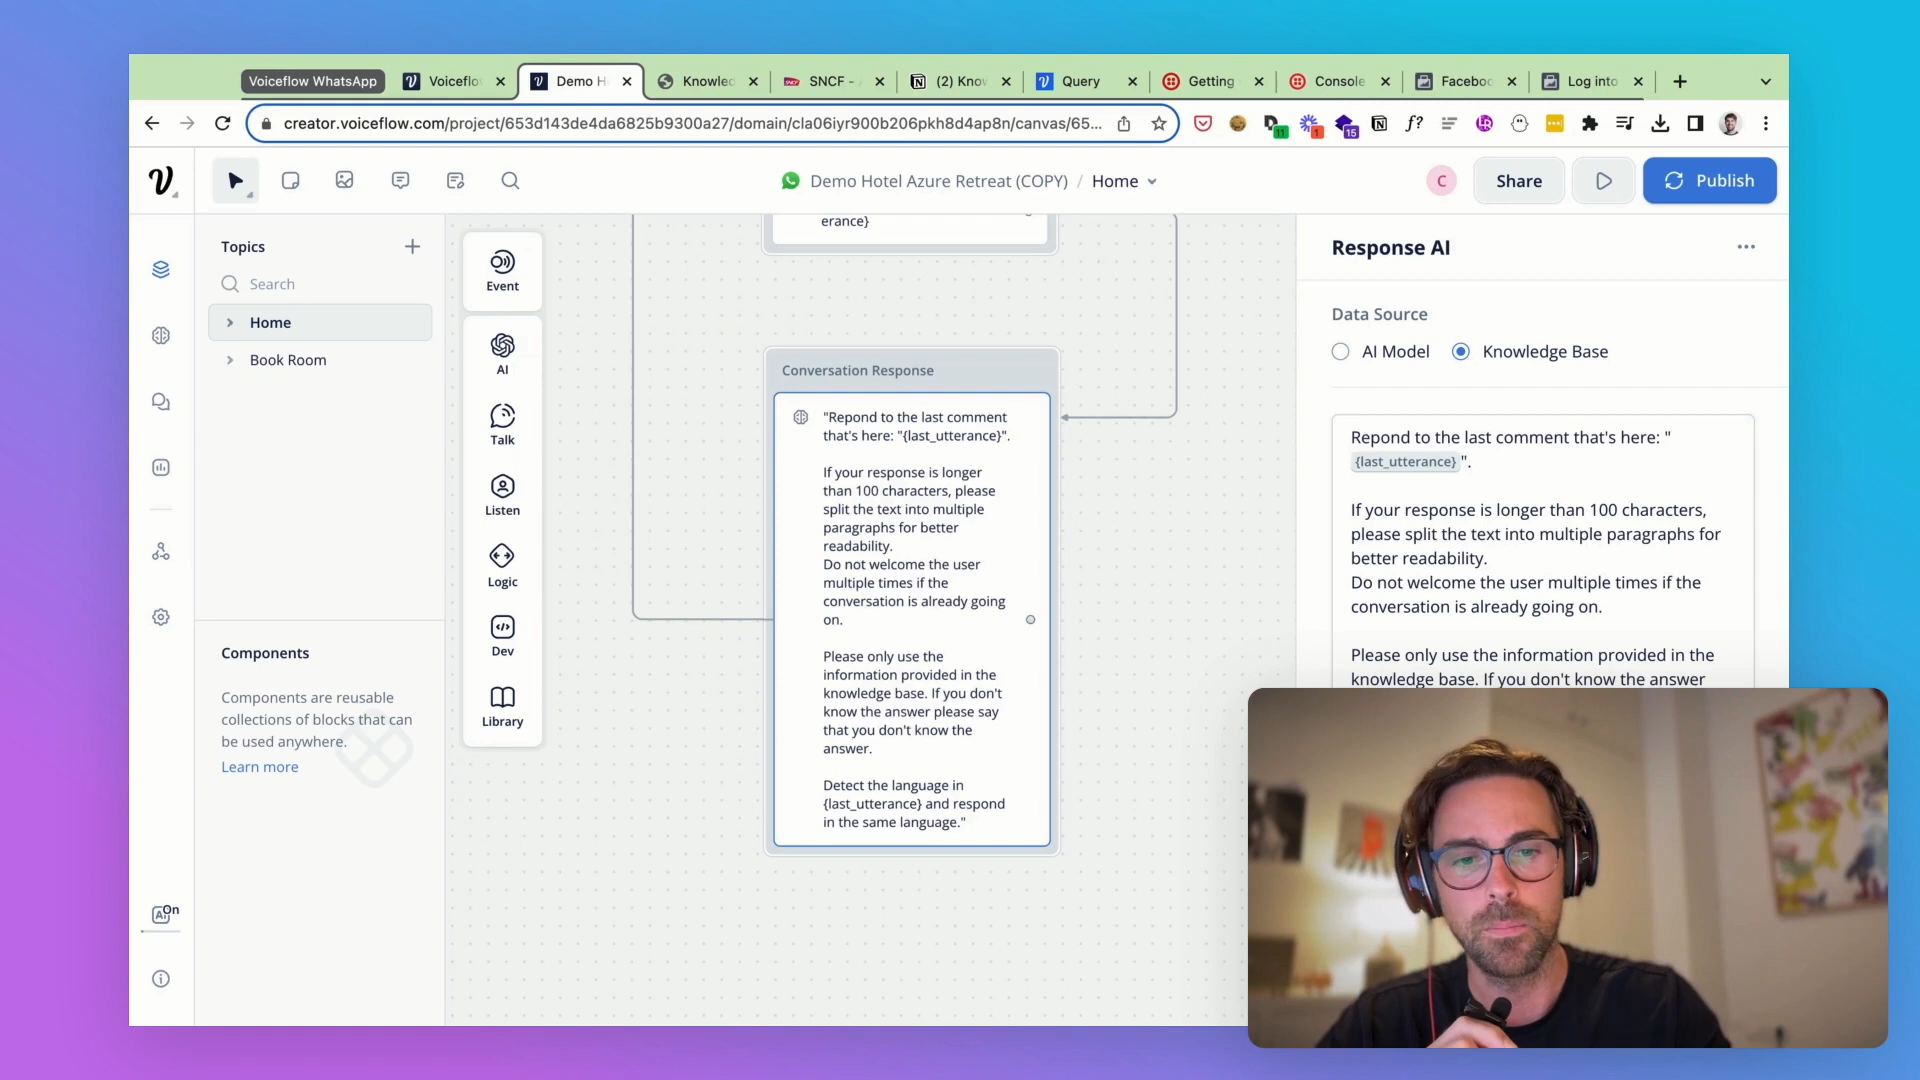 Voiceflow WhatsApp
Voiceflo
Demo H
Knowled
SNCF -
(2) Know
Query
Getting
Console
Faceboo
Log into
creator.voiceflow.com/project/653d143de4da6825b9300a27/domain/cla06iyr900b206pkh8d4ap8n/canvas/65...
11
1
15
f?
Demo Hotel Azure Retreat (COPY) / Home
C
Share
Publish
Topics
Search
Home
Book Room
Components
Components are reusable
collections of blocks that can
be used anywhere.
Learn more
On
Event
AI
Talk
Listen
Logic
Dev
Library
erance}
Conversation Response
"Repond to the last comment
that's here: "{last_utterance}".
If your response is longer
than 100 characters, please
split the text into multiple
paragraphs for better
readability.
Do not welcome the user
multiple times if the
conversation is already going
on.
Please only use the
information provided in the
knowledge base. If you don't
know the answer please say
that you don't know the
answer.
Detect the language in
{last_utterance} and respond
in the same language."
Response AI
Data Source
AI Model
Knowledge Base
Repond to the last comment that's here: "
{last_utterance} ".
If your response is longer than 100 characters,
please split the text into multiple paragraphs for
better readability.
Do not welcome the user multiple times if the
conversation is already going on.
Please only use the information provided in the
knowledge base. If you don't know the answer